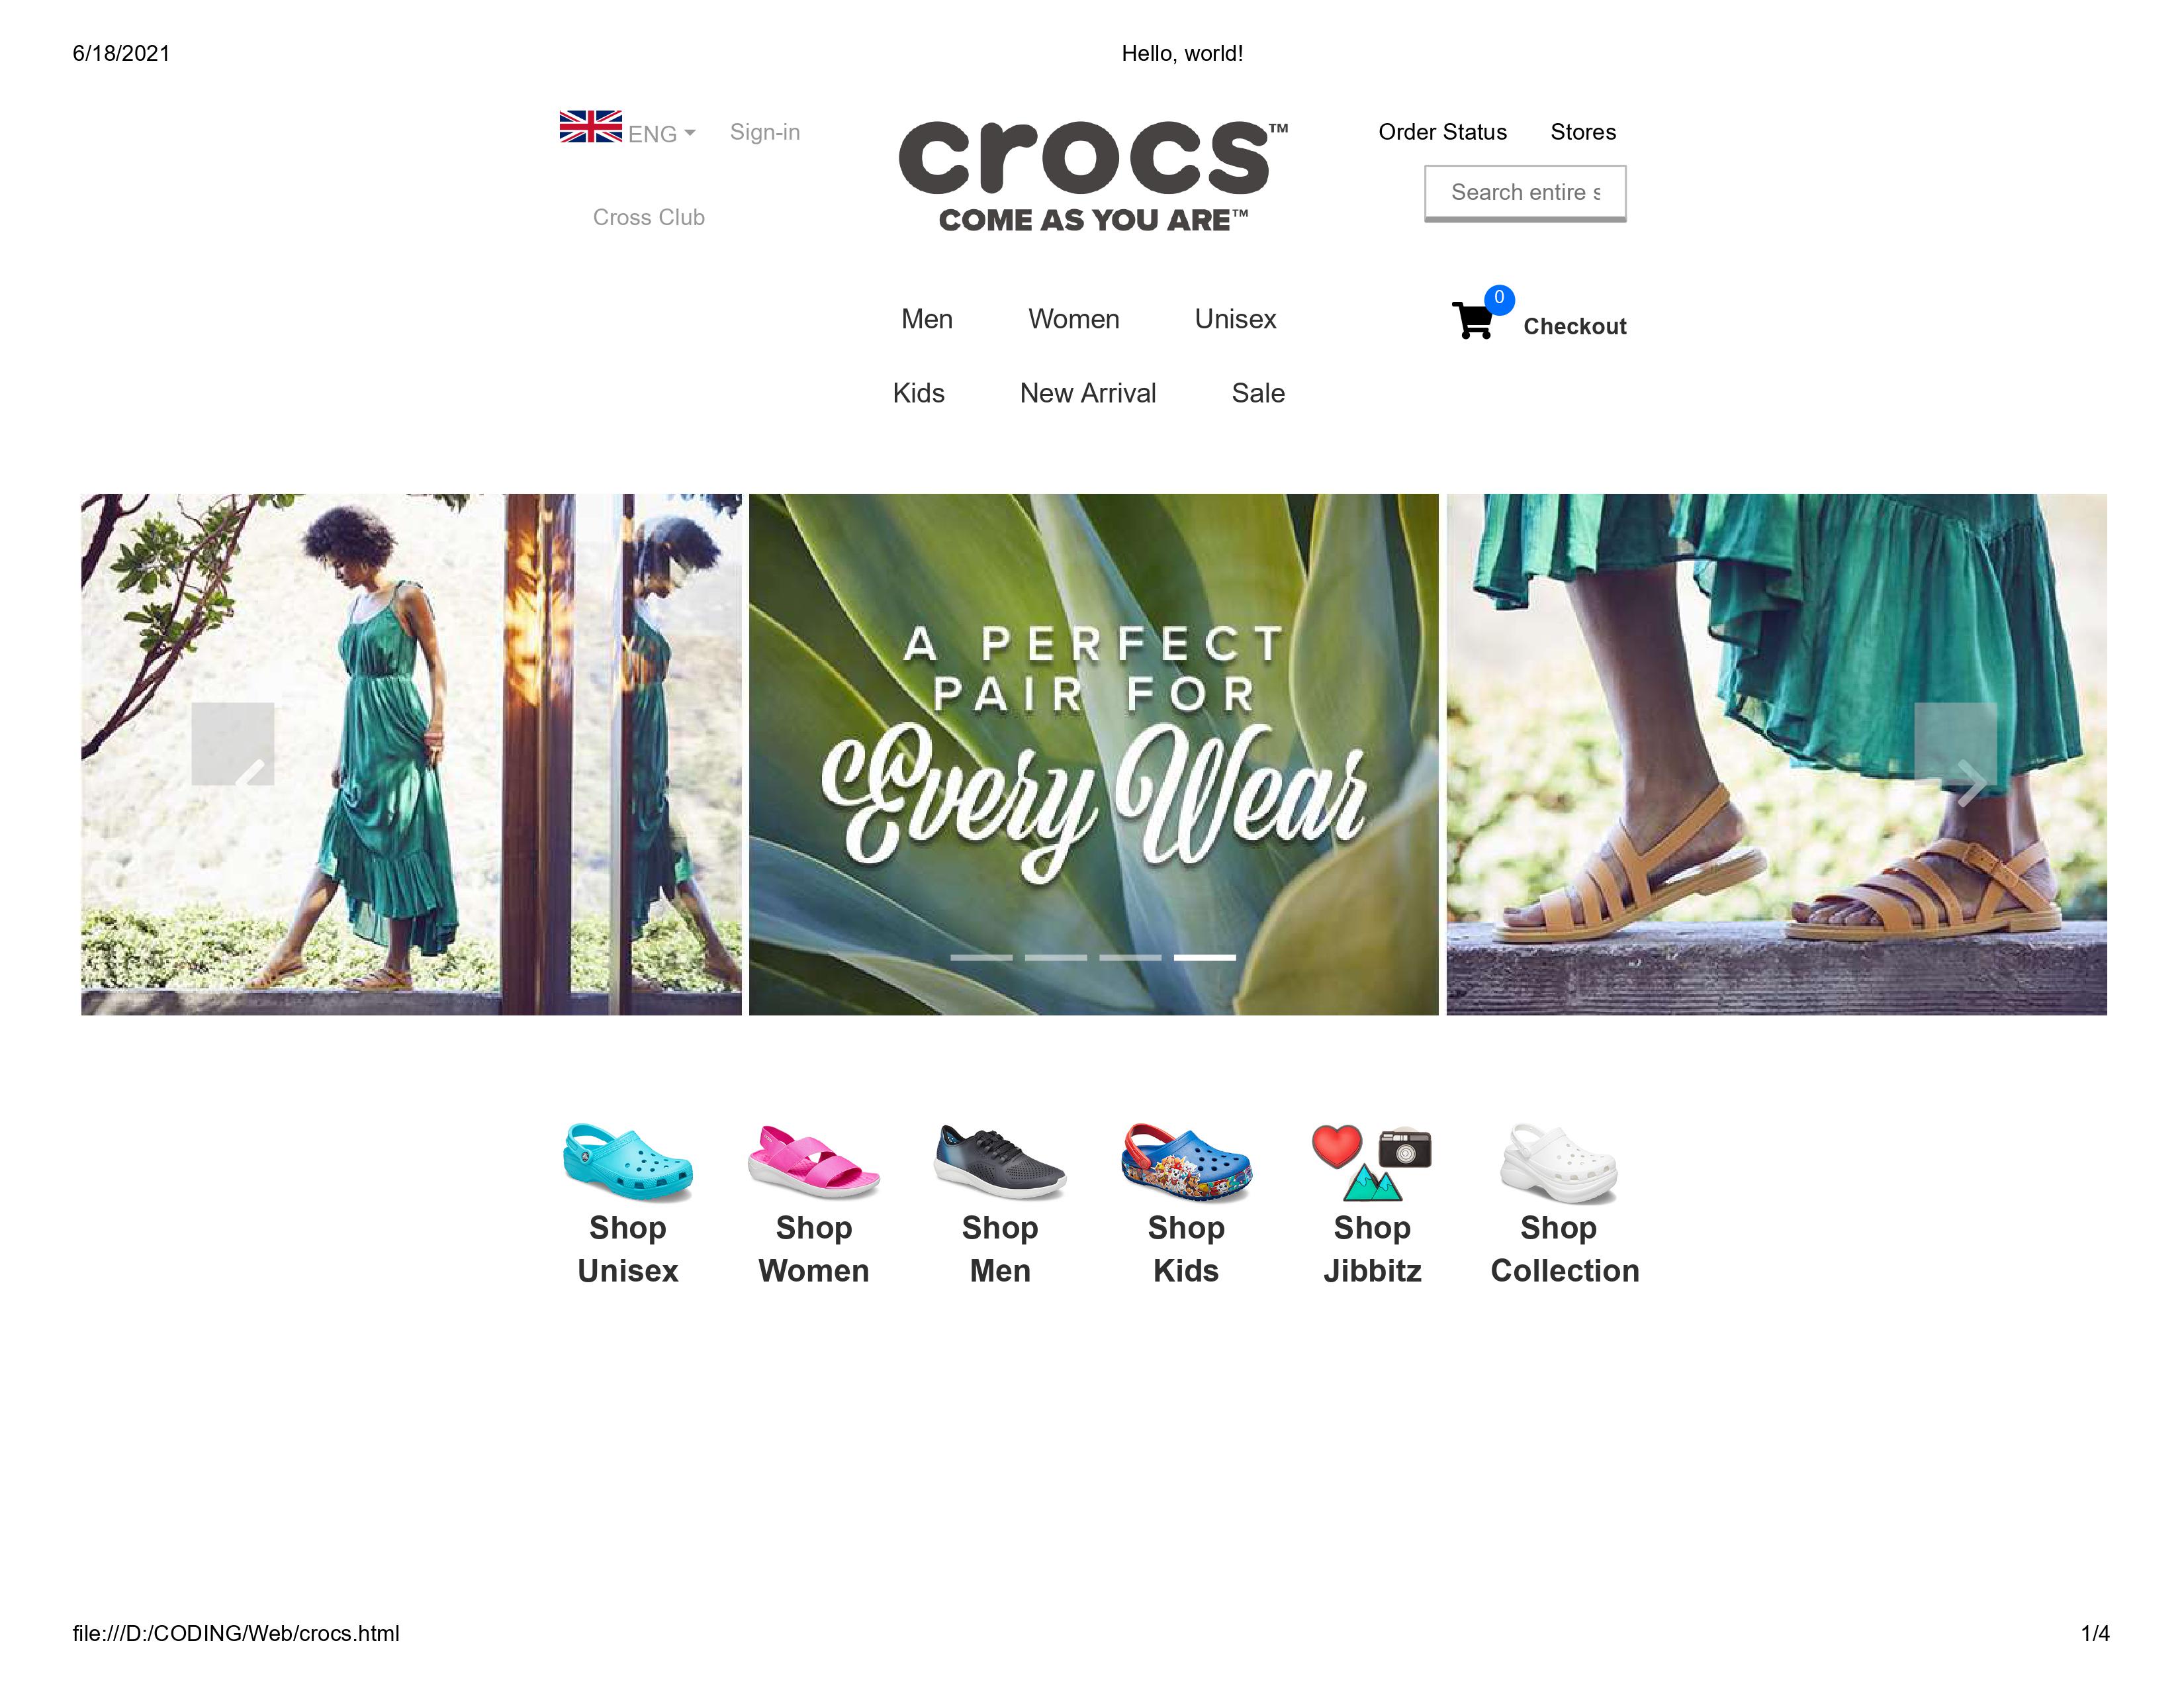 6/18/2021 Hello, world!
ENG Sign-in
Cross Club
crocs™
COME AS YOU ARE™
Order Status Stores
Search entire s
Men Women Unisex
Kids New Arrival Sale
0 Checkout
A PERFECT
PAIR FOR
Every Wear
Shop
Unisex
Shop
Women
Shop
Men
Shop
Kids
Shop
Jibbitz
Shop
Collection
file:///D:/CODING/Web/crocs.html 1/4